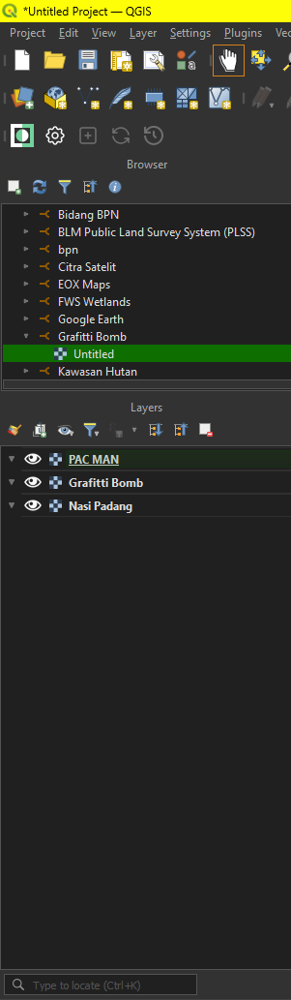 *Untitled Project — QGIS
Project Edit View Layer Settings Plugins Vec
Browser
Bidang BPN
BLM Public Land Survey System (PLSS)
bpn
Citra Satelit
EOX Maps
FWS Wetlands
Google Earth
Grafitti Bomb
Untitled
Kawasan Hutan
Layers
PAC MAN
Grafitti Bomb
Nasi Padang
Type to locate (Ctrl+K)